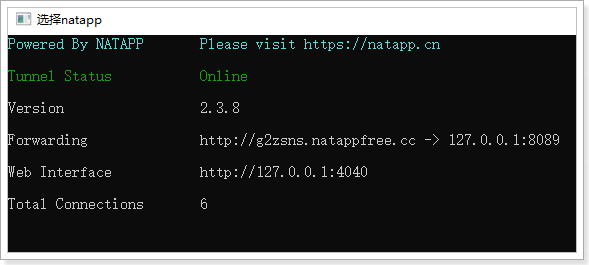 选择natapp
Powered By NATAPP Please visit https://natapp.cn
Tunnel Status Online
Version 2.3.8
Forwarding http://g2zsns.natappfree.cc -> 127.0.0.1:8089
Web Interface http://127.0.0.1:4040
Total Connections 6